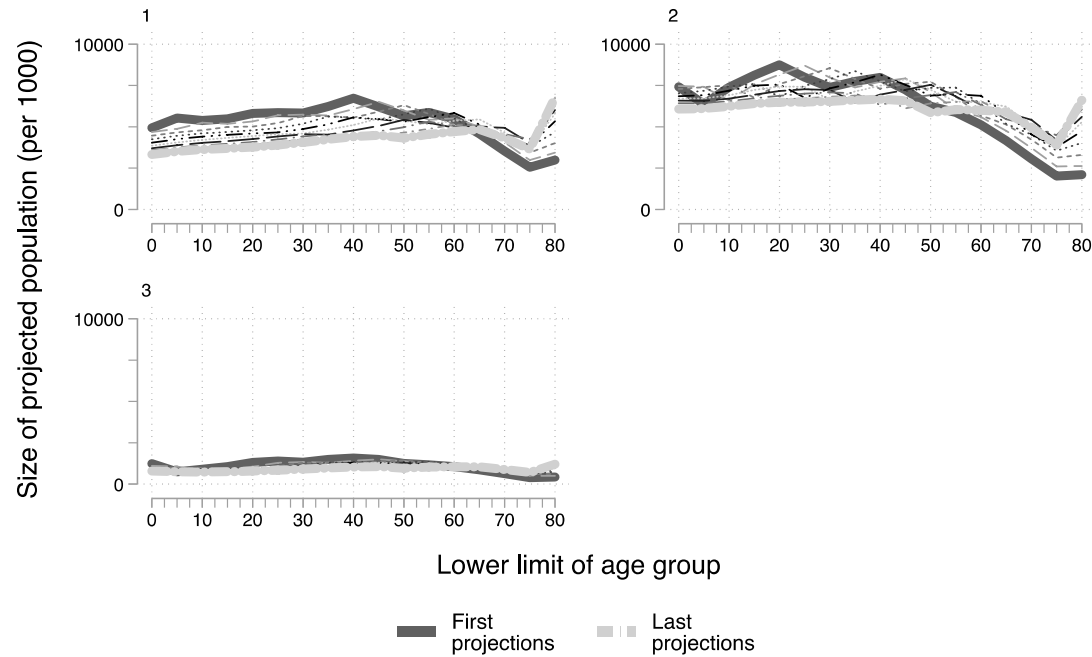 Size of projected population (per 1000)
1
10000
0
0 10 20 30 40 50 60 70 80
2
10000
0
0 10 20 30 40 50 60 70 80
3
10000
0
0 10 20 30 40 50 60 70 80
Lower limit of age group
First
projections
Last
projections